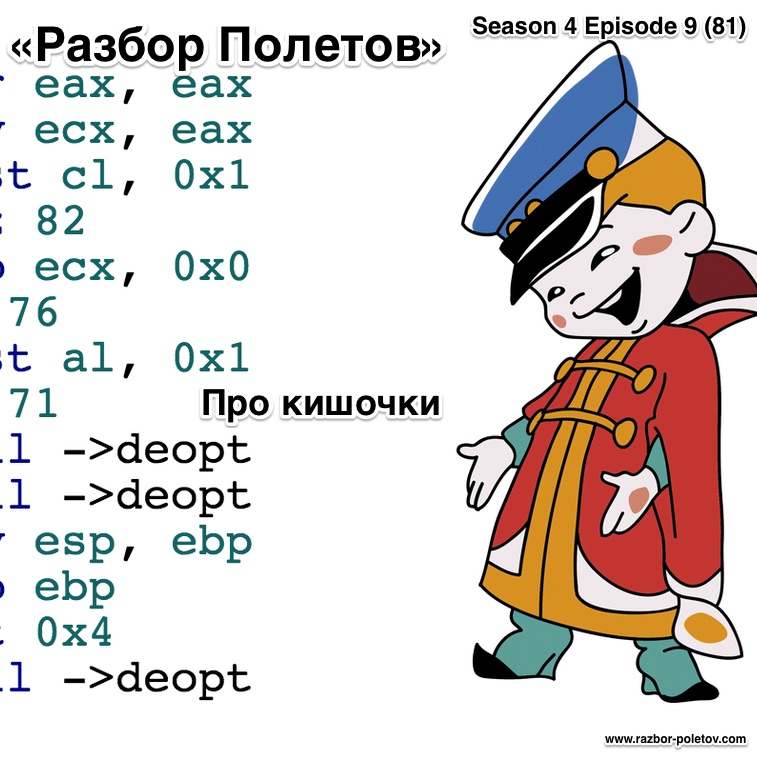 Season 4 Episode 9 (81)
«Разбор Полетов»
eax, eax
ecx, eax
st cl, 0x1
82
ecx, 0x0
76
st al, 0x1
71
Про кишочки
ll ->deopt
ll ->deopt
esp, ebp
ebp
0x4
ll ->deopt
www.razbor-poletov.com